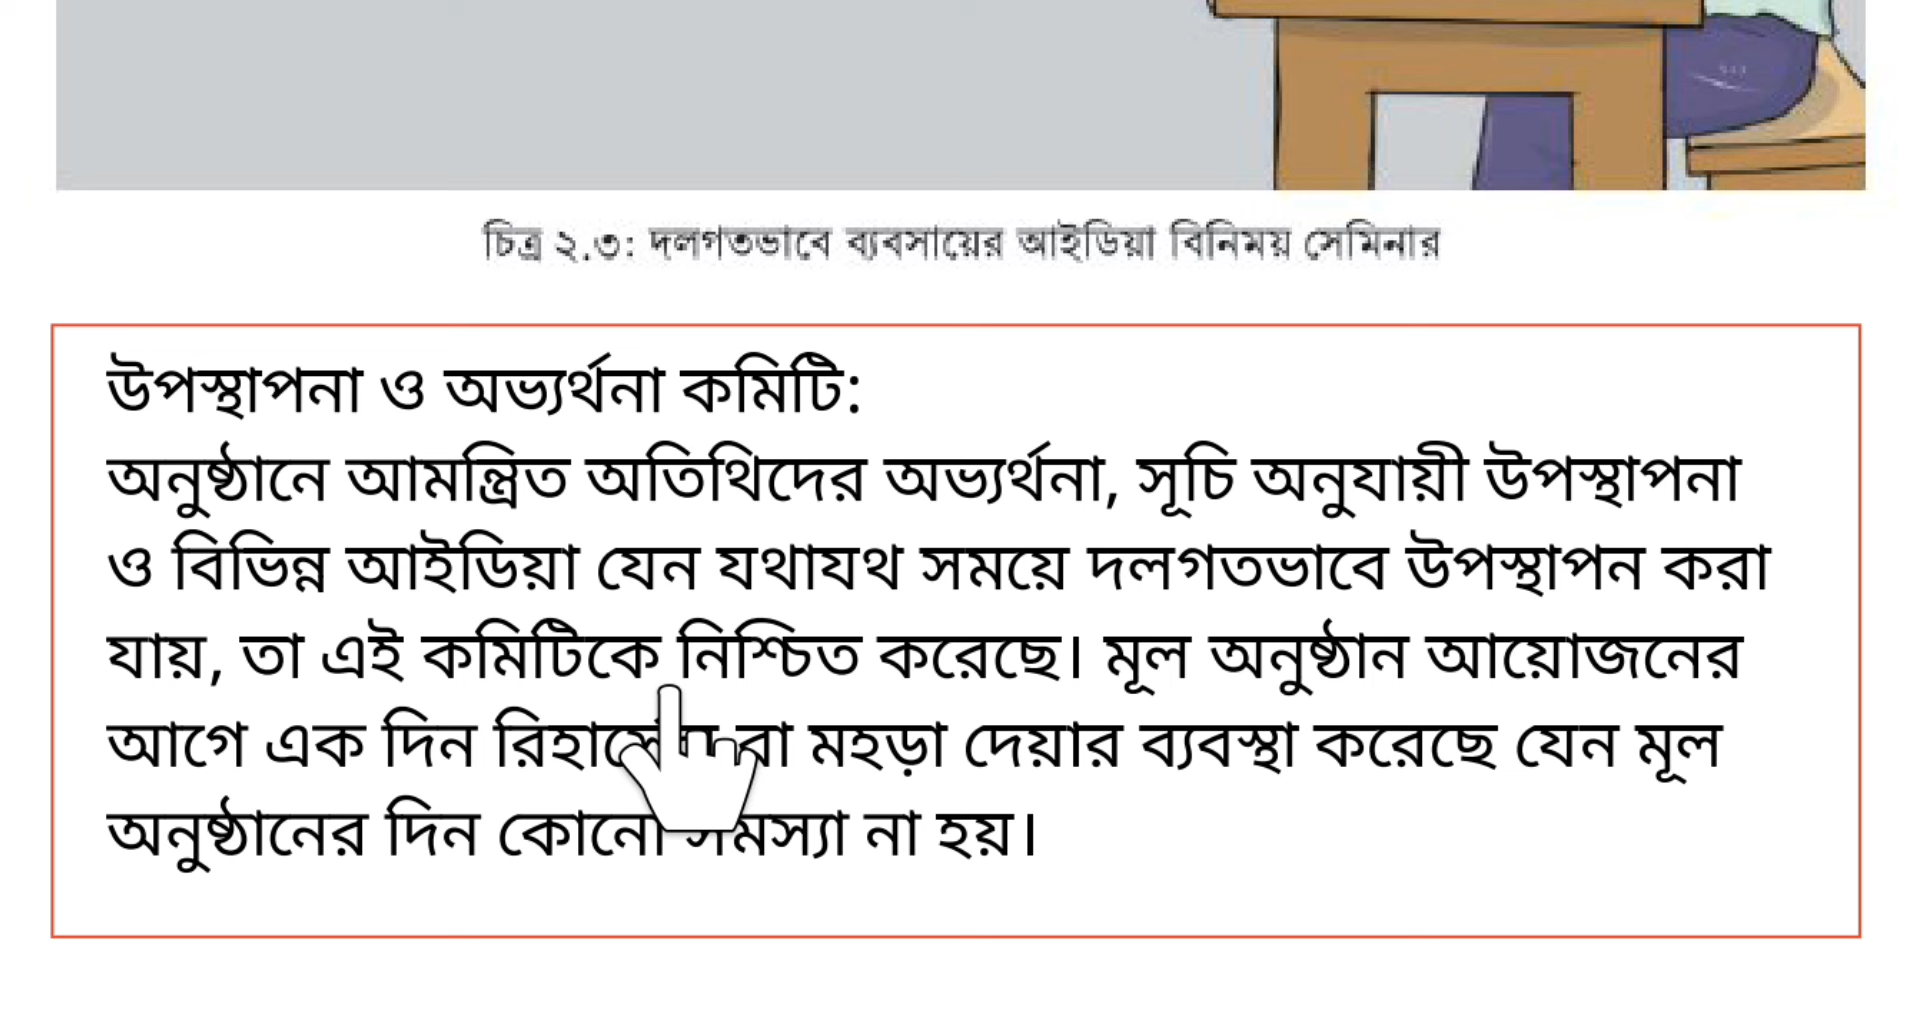 চিত্র ২.৩: দলগতভাবে ব্যবসায়ের আইডিয়া বিনিময় সেমিনার
উপস্থাপনা ও অভ্যর্থনা কমিটি:
অনুষ্ঠানে আমন্ত্রিত অতিথিদের অভ্যর্থনা, সূচি অনুযায়ী উপস্থাপনা
ও বিভিন্ন আইডিয়া যেন যথাযথ সময়ে দলগতভাবে উপস্থাপন করা
যায়, তা এই কমিটিকে নিশ্চিত করেছে। মূল অনুষ্ঠান আয়োজনের
আগে এক দিন বা মহড়া দেয়ার ব্যবস্থা করেছে যেন মূল
অনুষ্ঠানের দিন কোনো সমস্যা না হয়।